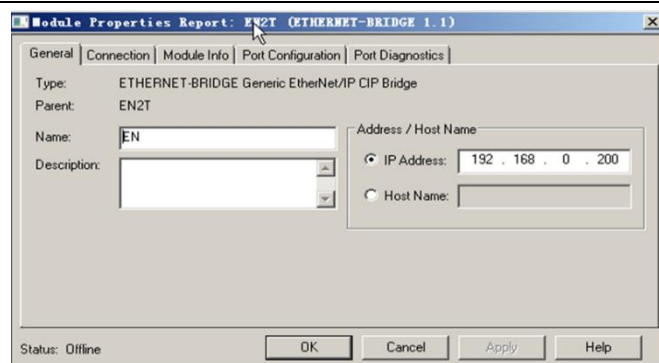 Module Properties Report: EN2T (ETHERNET-BRIDGE 1.1)
General Connection Module Info Port Configuration Port Diagnostics
Type: ETHERNET-BRIDGE Generic EtherNet/IP CIP Bridge
Parent: EN2T
Name: EN
Description:
Address / Host Name
IP Address: 192 . 168 . 0 . 200
Host Name:
Status: Offline
OK Cancel Apply Help